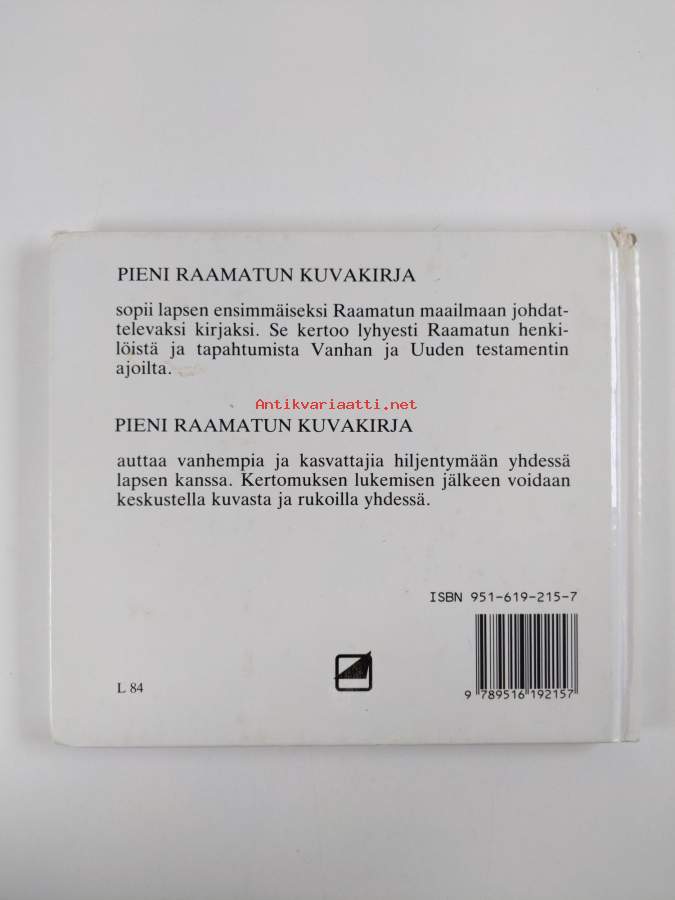 PIENI RAAMATUN KUVAKIRJA
sopii lapsen ensimmäiseksi Raamatun maailmaan johdat-
televaksi kirjaksi. Se kertoo lyhyesti Raamatun henki-
löistä ja tapahtumista Vanhan ja Uuden testamentin
ajoilta.
Antikvariaatti.net
PIENI RAAMATUN KUVAKIRJA
auttaa vanhempia ja kasvattajia hiljentymään yhdessä
lapsen kanssa. Kertomuksen lukemisen jälkeen voidaan
keskustella kuvasta ja rukoilla yhdessä.
ISBN 951-619-215-7
L 84
9 789516 192157